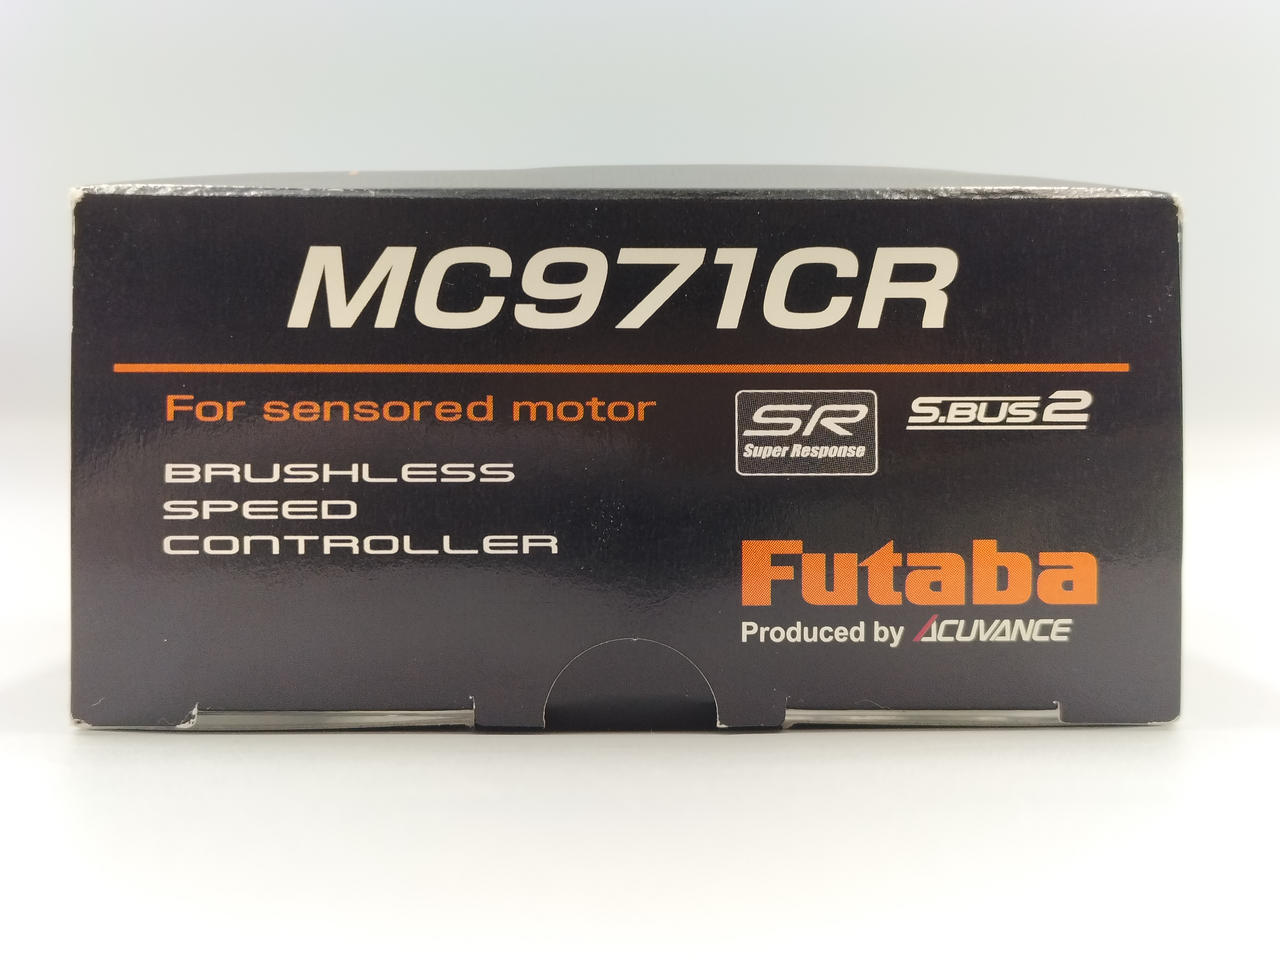 MC971CR
For sensored motor
BRUSHLESS
SPEED
CONTROLLER
SR
Super Response
S.BUS2
Futaba
Produced by ACUVANCE